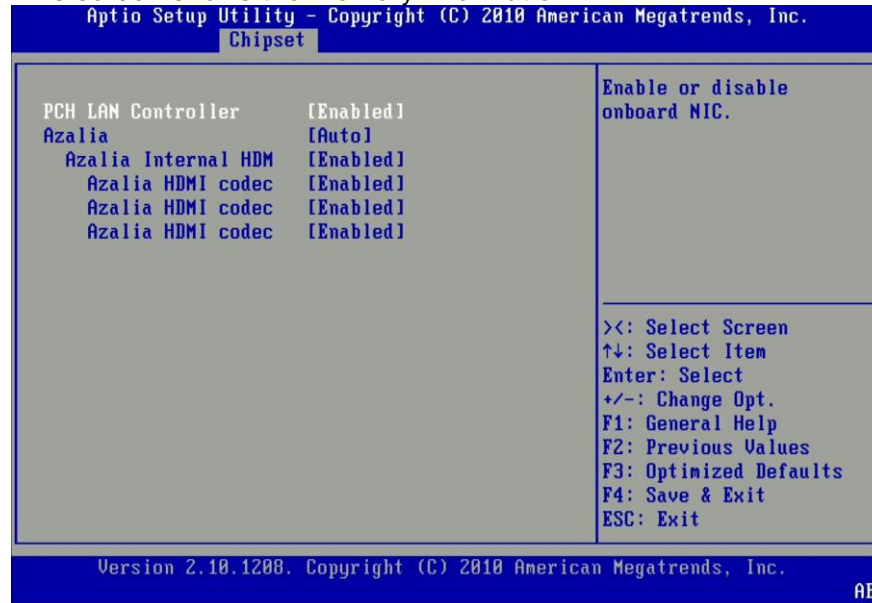 Aptio Setup Utility - Copyright (C) 2010 American Megatrends, Inc.
Chipset
PCH LAN Controller [Enabled]
Azalia [Auto]
Azalia Internal HDM [Enabled]
Azalia HDMI codec [Enabled]
Azalia HDMI codec [Enabled]
Azalia HDMI codec [Enabled]
Enable or disable
onboard NIC.
><: Select Screen
↑↓: Select Item
Enter: Select
+/-: Change Opt.
F1: General Help
F2: Previous Values
F3: Optimized Defaults
F4: Save & Exit
ESC: Exit
Version 2.10.1208. Copyright (C) 2010 American Megatrends, Inc.